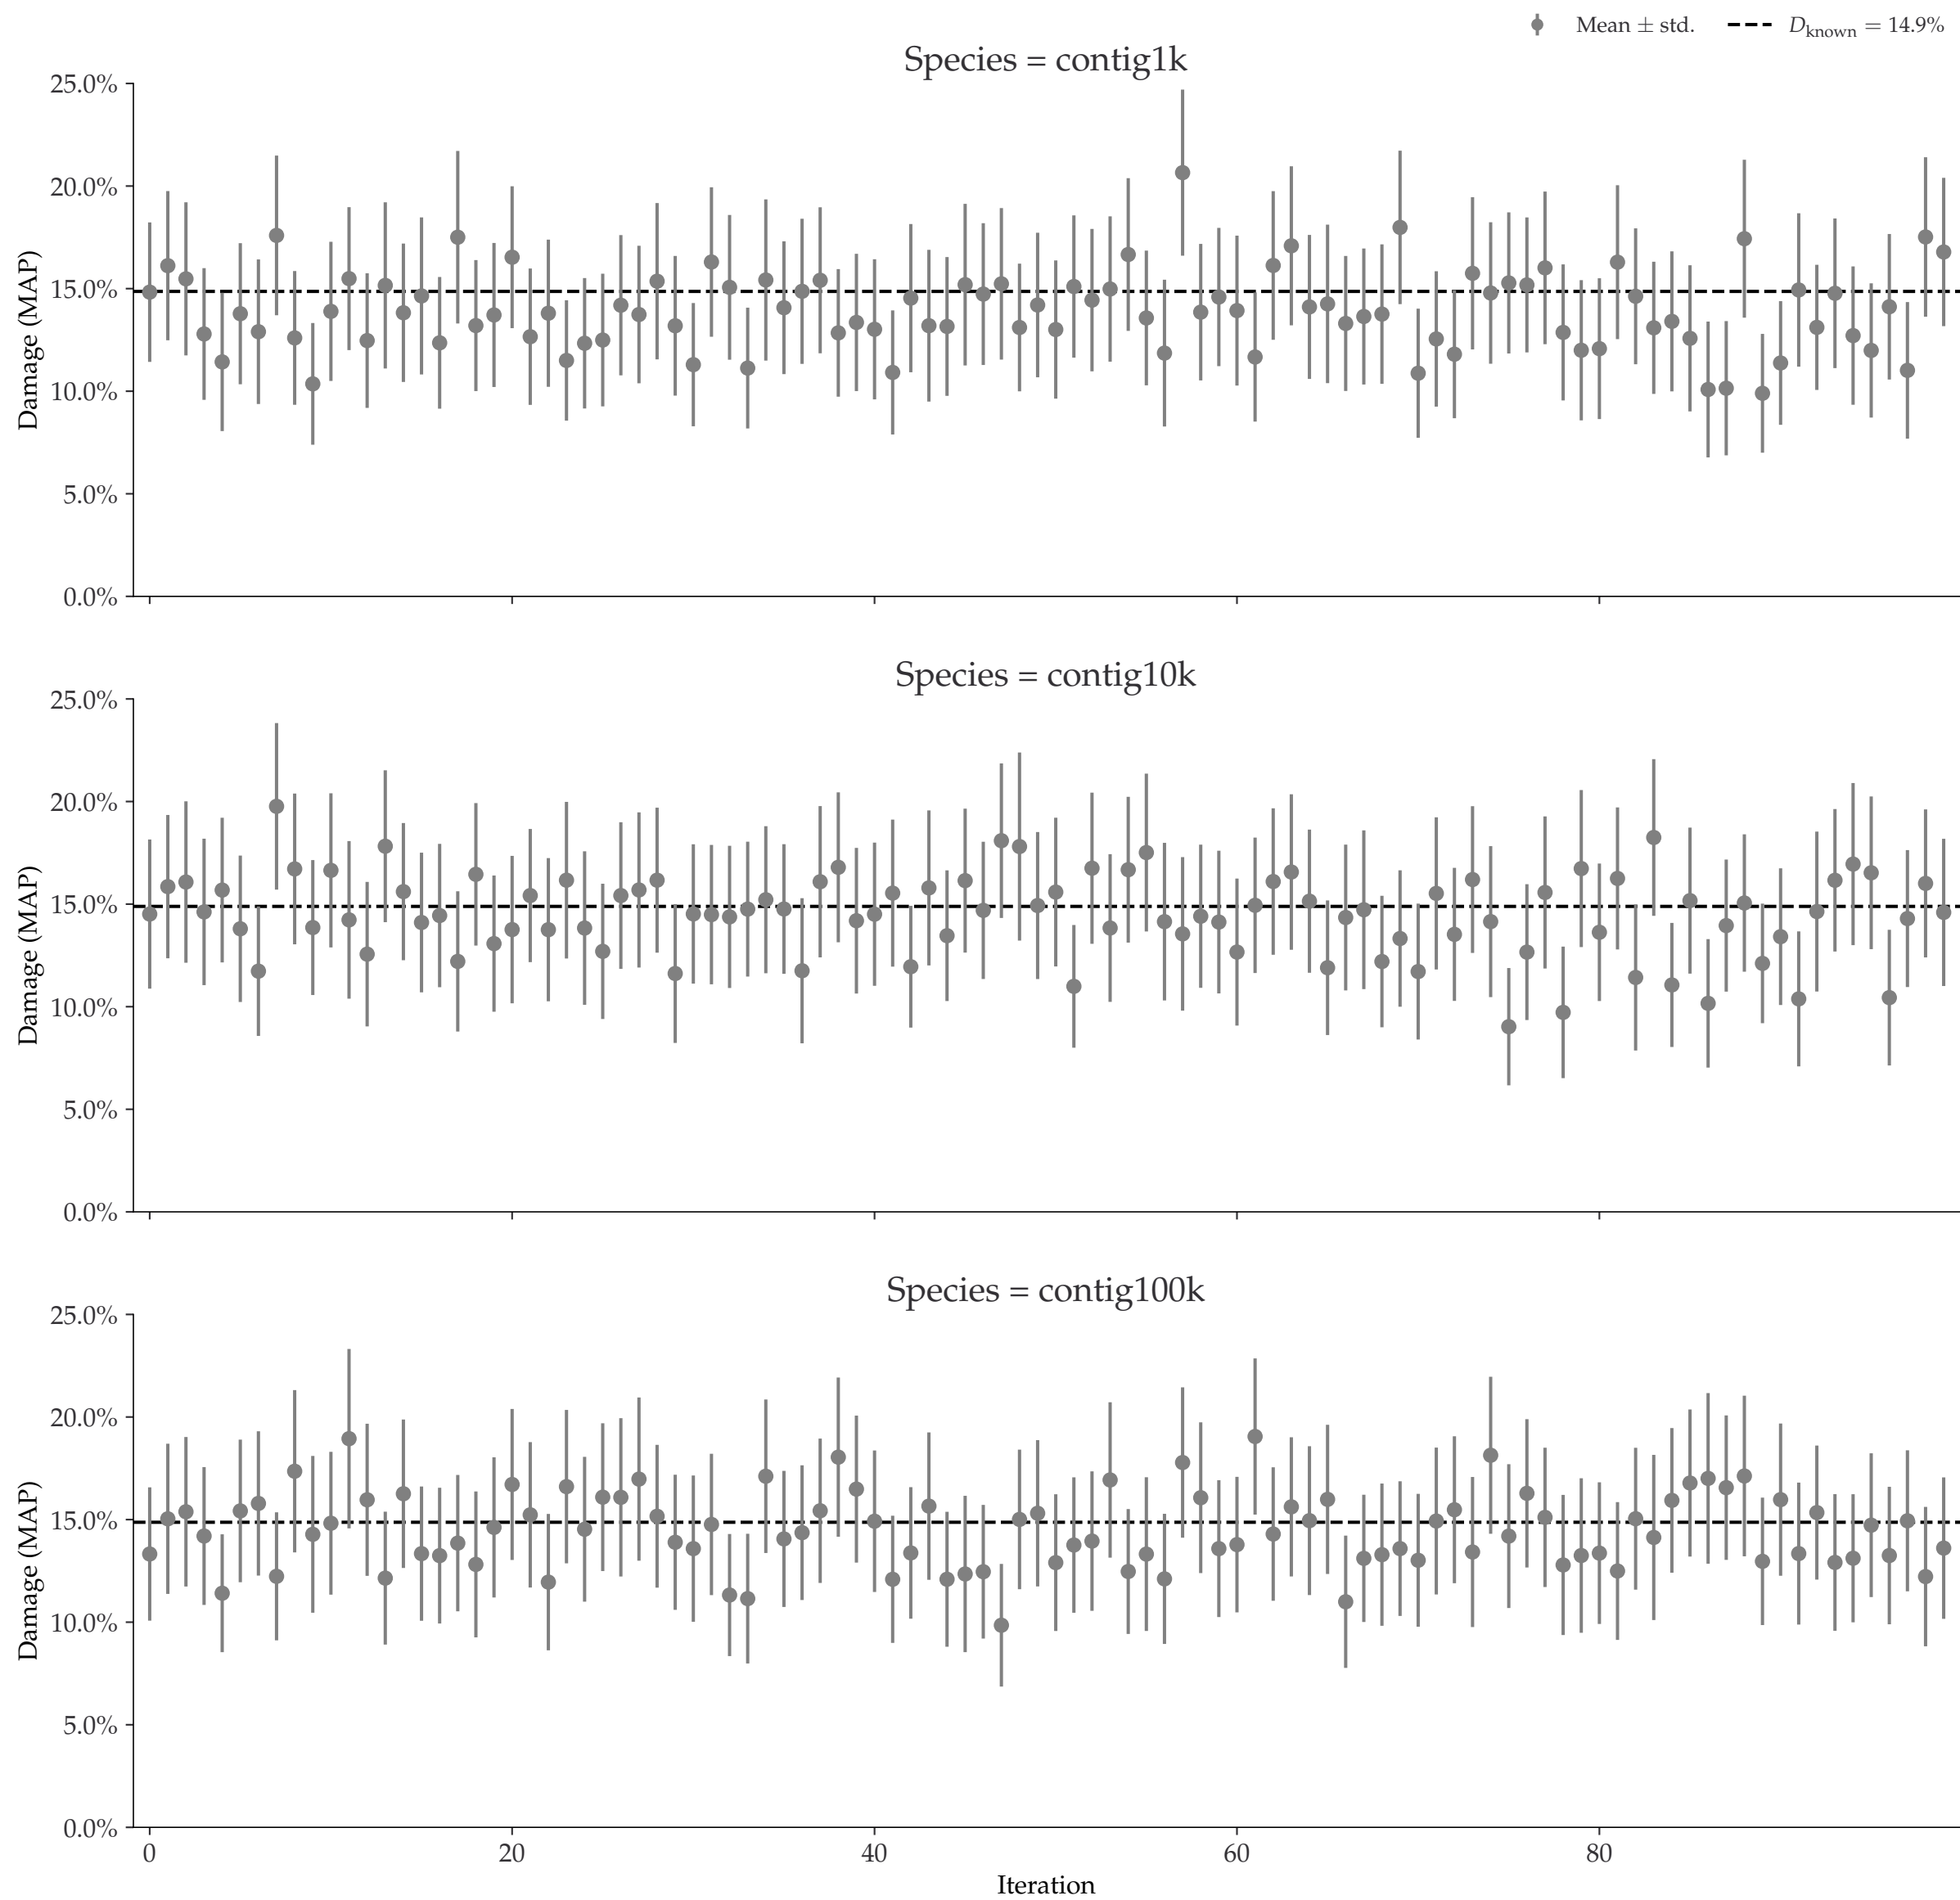 Mean ± std.
D_known = 14.9%
Species = contig1k
25.0%
20.0%
15.0%
10.0%
5.0%
0.0%
Damage (MAP)
Species = contig10k
25.0%
20.0%
15.0%
10.0%
5.0%
0.0%
Damage (MAP)
Species = contig100k
25.0%
20.0%
15.0%
10.0%
5.0%
0.0%
Damage (MAP)
0 20 40 60 80
Iteration